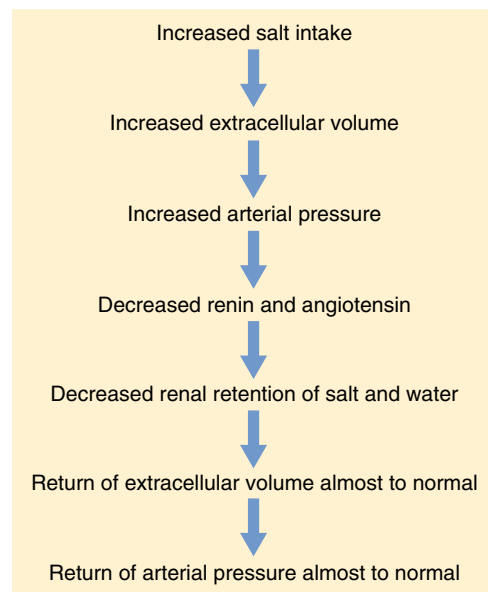 Increased salt intake
Increased extracellular volume
Increased arterial pressure
Decreased renin and angiotensin
Decreased renal retention of salt and water
Return of extracellular volume almost to normal
Return of arterial pressure almost to normal